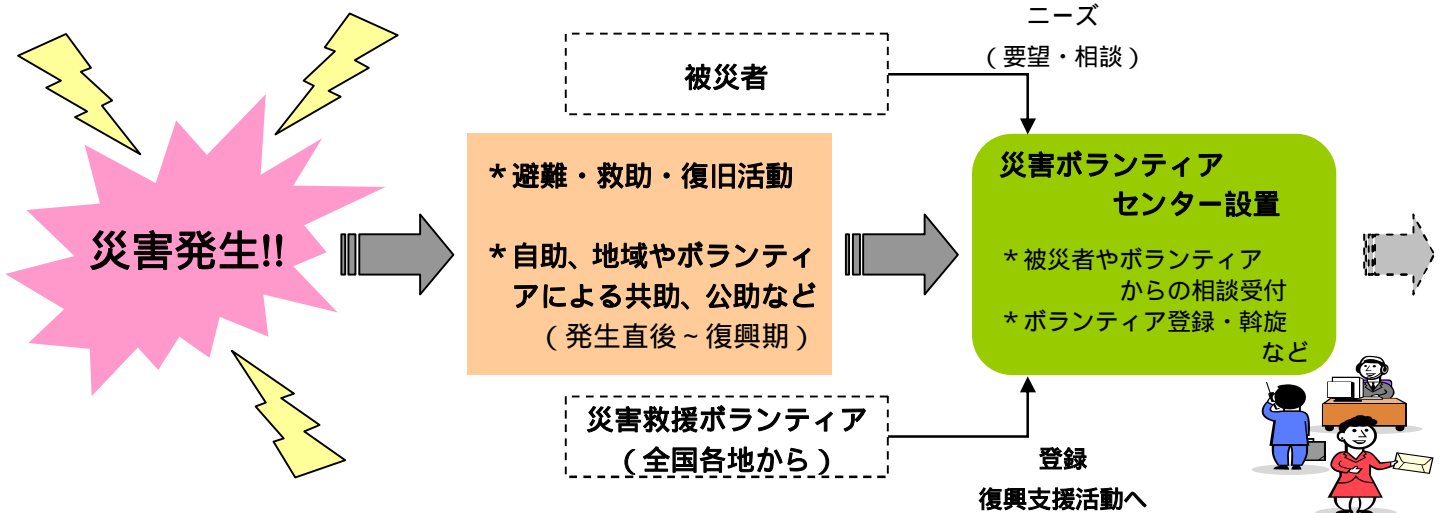 災害発生!!
被災者
ニーズ
(要望・相談)
*避難・救助・復旧活動
*自助、地域やボランティ
アによる共助、公助など
(発生直後~復興期)
災害救援ボランティア
(全国各地から)
災害ボランティア
センター設置
*被災者やボランティア
からの相談受付
*ボランティア登録・斡旋
など
登録
復興支援活動へ